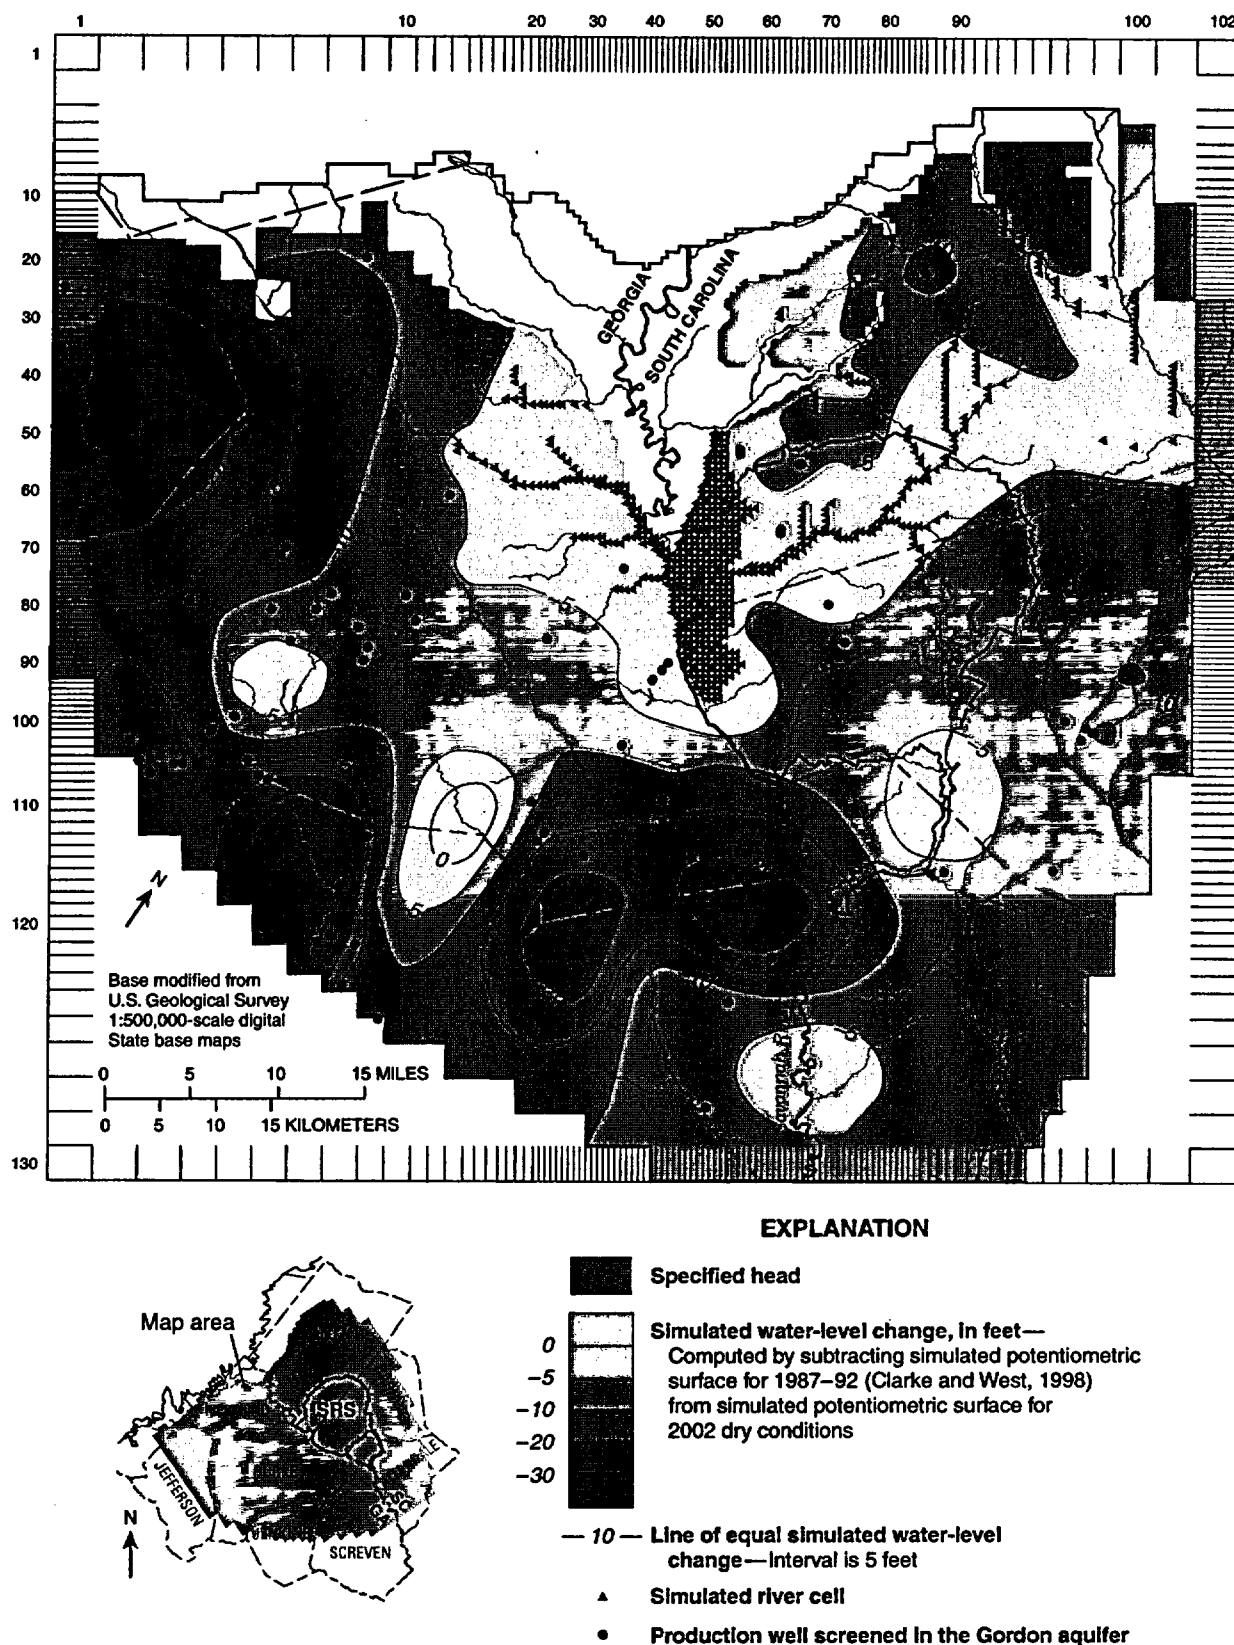 1 10 20 30 40 50 60 70 80 90 100 102
1
10
20
30
40
50
60
70
80
90
100
110
120
130
GEORGIA
SOUTH CAROLINA
5
0
N
Base modified from
U.S. Geological Survey
1:500,000-scale digital
State base maps
0 5 10 15 MILES
0 5 10 15 KILOMETERS
EXPLANATION
Specified head
0
−5
−10
−20
−30
Simulated water-level change, in feet—
Computed by subtracting simulated potentiometric
surface for 1987–92 (Clarke and West, 1998)
from simulated potentiometric surface for
2002 dry conditions
— 10 — Line of equal simulated water-level
change—Interval is 5 feet
Simulated river cell
Production well screened in the Gordon aquifer
Map area
SRS
JEFFERSON
SCREVEN
N